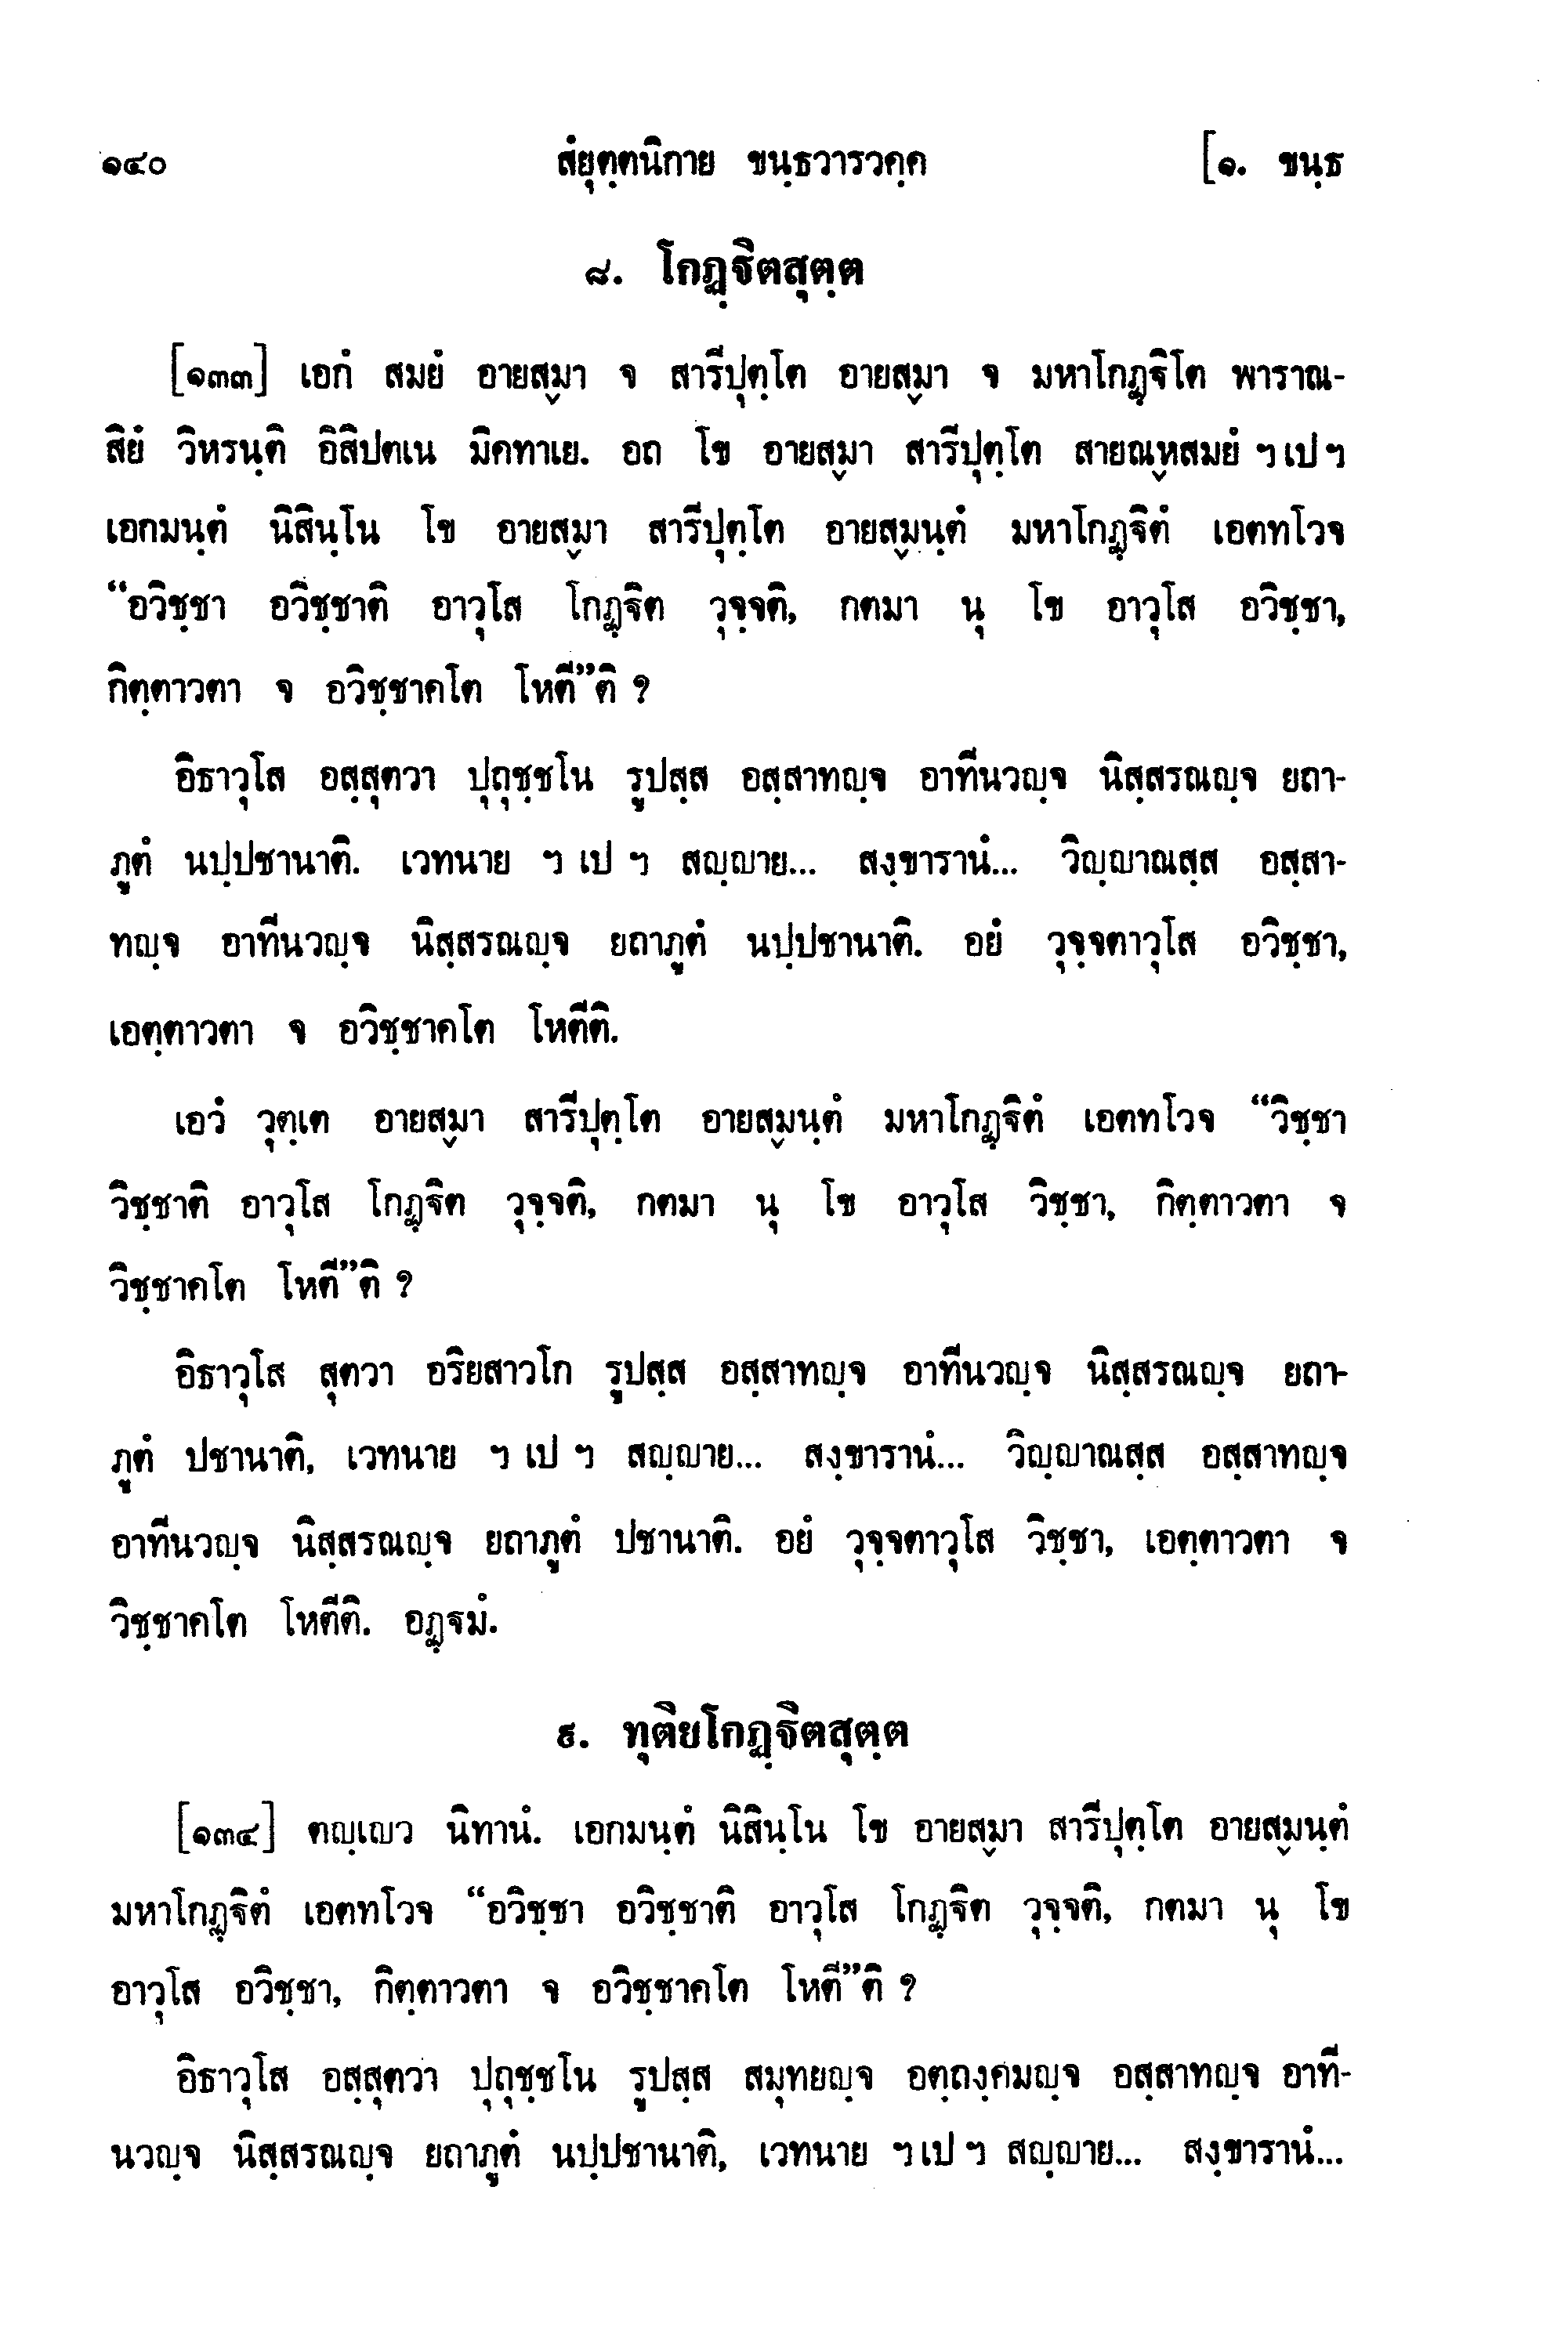 ๑๔๐ สํยุตฺตนิกาย ขนฺธวารวคฺค [๑. ขนฺธ
๘. โกฏฺฐิตสุตฺต
[๑๓๓] เอกํ สมยํ อายสฺมา จ สารีปุตฺโต อายสฺมา จ มหาโกฏฺฐิโต พาราณ-
สิยํ วิหรนฺติ อิสิปตเน มิคทาเย. อถ โข อายสฺมา สารีปุตฺโต สายณฺหสมยํ ฯ เป ฯ
เอกมนฺตํ นิสินฺโน โข อายสฺมา สารีปุตฺโต อายสฺมนฺตํ มหาโกฏฺฐิตํ เอตทโวจ
“อวิชฺชา อวิชฺชาติ อาวุโส โกฏฺฐิต วุจฺจติ, กตมา นุ โข อาวุโส อวิชฺชา,
กิตฺตาวตา จ อวิชฺชาคโต โหตี”ติ ?
อิธาวุโส อสฺสุตวา ปุถุชฺชโน รูปสฺส อสฺสาทญฺจ อาทีนวญฺจ นิสฺสรณญฺจ ยถา-
ภูตํ นปฺปชานาติ. เวทนาย ฯ เป ฯ สญฺญาย... สงฺขารานํ... วิญฺญาณสฺส อสฺสา-
ทญฺจ อาทีนวญฺจ นิสฺสรณญฺจ ยถาภูตํ นปฺปชานาติ. อยํ วุจฺจตาวุโส อวิชฺชา,
เอตฺตาวตา จ อวิชฺชาคโต โหตีติ.
เอวํ วุตฺเต อายสฺมา สารีปุตฺโต อายสฺมนฺตํ มหาโกฏฺฐิตํ เอตทโวจ “วิชฺชา
วิชฺชาติ อาวุโส โกฏฺฐิต วุจฺจติ, กตมา นุ โข อาวุโส วิชฺชา, กิตฺตาวตา จ
วิชฺชาคโต โหตี”ติ ?
อิธาวุโส สุตวา อริยสาวโก รูปสฺส อสฺสาทญฺจ อาทีนวญฺจ นิสฺสรณญฺจ ยถา-
ภูตํ ปชานาติ, เวทนาย ฯ เป ฯ สญฺญาย... สงฺขารานํ... วิญฺญาณสฺส อสฺสาทญฺจ
อาทีนวญฺจ นิสฺสรณญฺจ ยถาภูตํ ปชานาติ. อยํ วุจฺจตาวุโส วิชฺชา, เอตฺตาวตา จ
วิชฺชาคโต โหตีติ. อฏฺฐมํ.
๙. ทุติยโกฏฺฐิตสุตฺต
[๑๓๔] ตญฺเญว นิทานํ. เอกมนฺตํ นิสินฺโน โข อายสฺมา สารีปุตฺโต อายสฺมนฺตํ
มหาโกฏฺฐิตํ เอตทโวจ “อวิชฺชา อวิชฺชาติ อาวุโส โกฏฺฐิต วุจฺจติ, กตมา นุ โข
อาวุโส อวิชฺชา, กิตฺตาวตา จ อวิชฺชาคโต โหตี”ติ ?
อิธาวุโส อสฺสุตวา ปุถุชฺชโน รูปสฺส สมุทยญฺจ อตฺถงฺคมญฺจ อสฺสาทญฺจ อาที-
นวญฺจ นิสฺสรณญฺจ ยถาภูตํ นปฺปชานาติ, เวทนาย ฯ เป ฯ สญฺญาย... สงฺขารานํ...